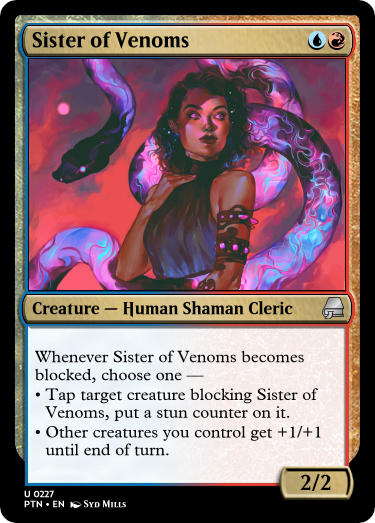 Sister of Venoms
Creature — Human Shaman Cleric
Whenever Sister of Venoms becomes
blocked, choose one —
• Tap target creature blocking Sister of
Venoms, put a stun counter on it.
• Other creatures you control get +1/+1
until end of turn.
2/2
U 0227
PTN • EN Syd Mills